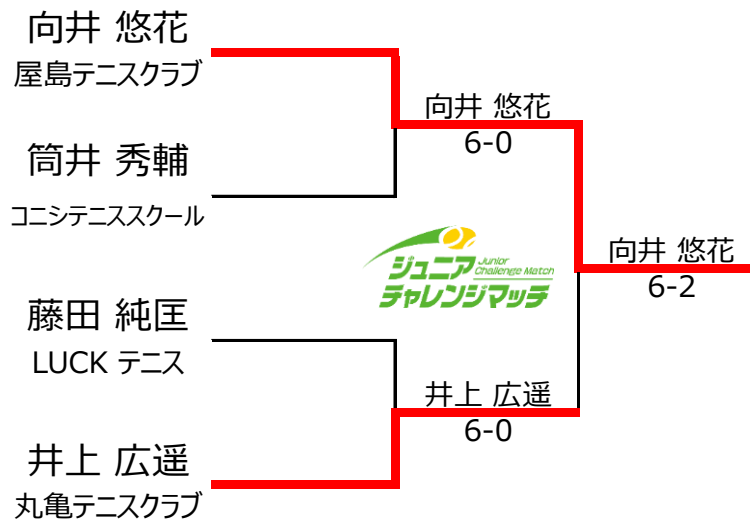 向井 悠花
屋島テニスクラブ
筒井 秀輔
コニシテニススクール
藤田 純匡
LUCK テニス
井上 広遥
丸亀テニスクラブ
向井 悠花
6-0
ジュニア Junior
Challenge Match
チャレンジマッチ
井上 広遥
6-0
向井 悠花
6-2